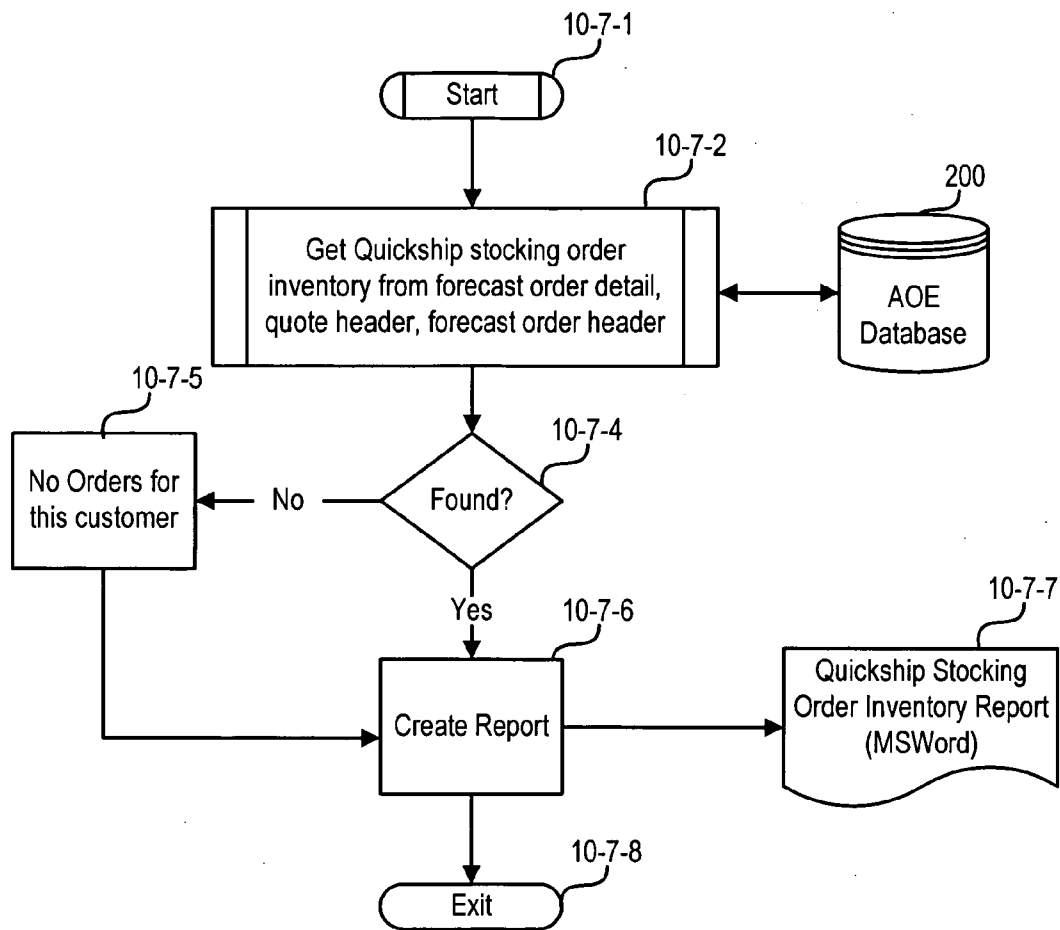 10-7-1
Start
10-7-2
200
Get Quickship stocking order
inventory from forecast order detail,
quote header, forecast order header
AOE
Database
10-7-5
10-7-4
No Orders for
this customer
No
Found?
Yes
10-7-6
10-7-7
Create Report
Quickship Stocking
Order Inventory Report
(MSWord)
10-7-8
Exit